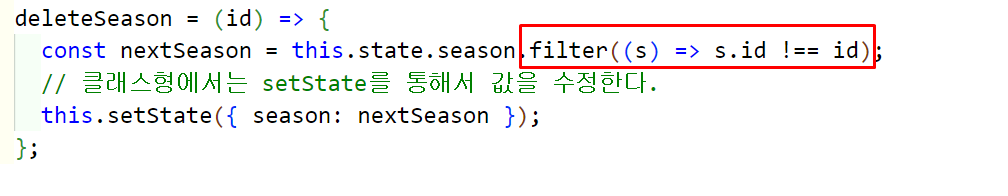 deleteSeason = (id) => {
const nextSeason = this.state.season.filter((s) => s.id !== id);
// 클래스형에서는 setState를 통해서 값을 수정한다.
this.setState({ season: nextSeason });
};